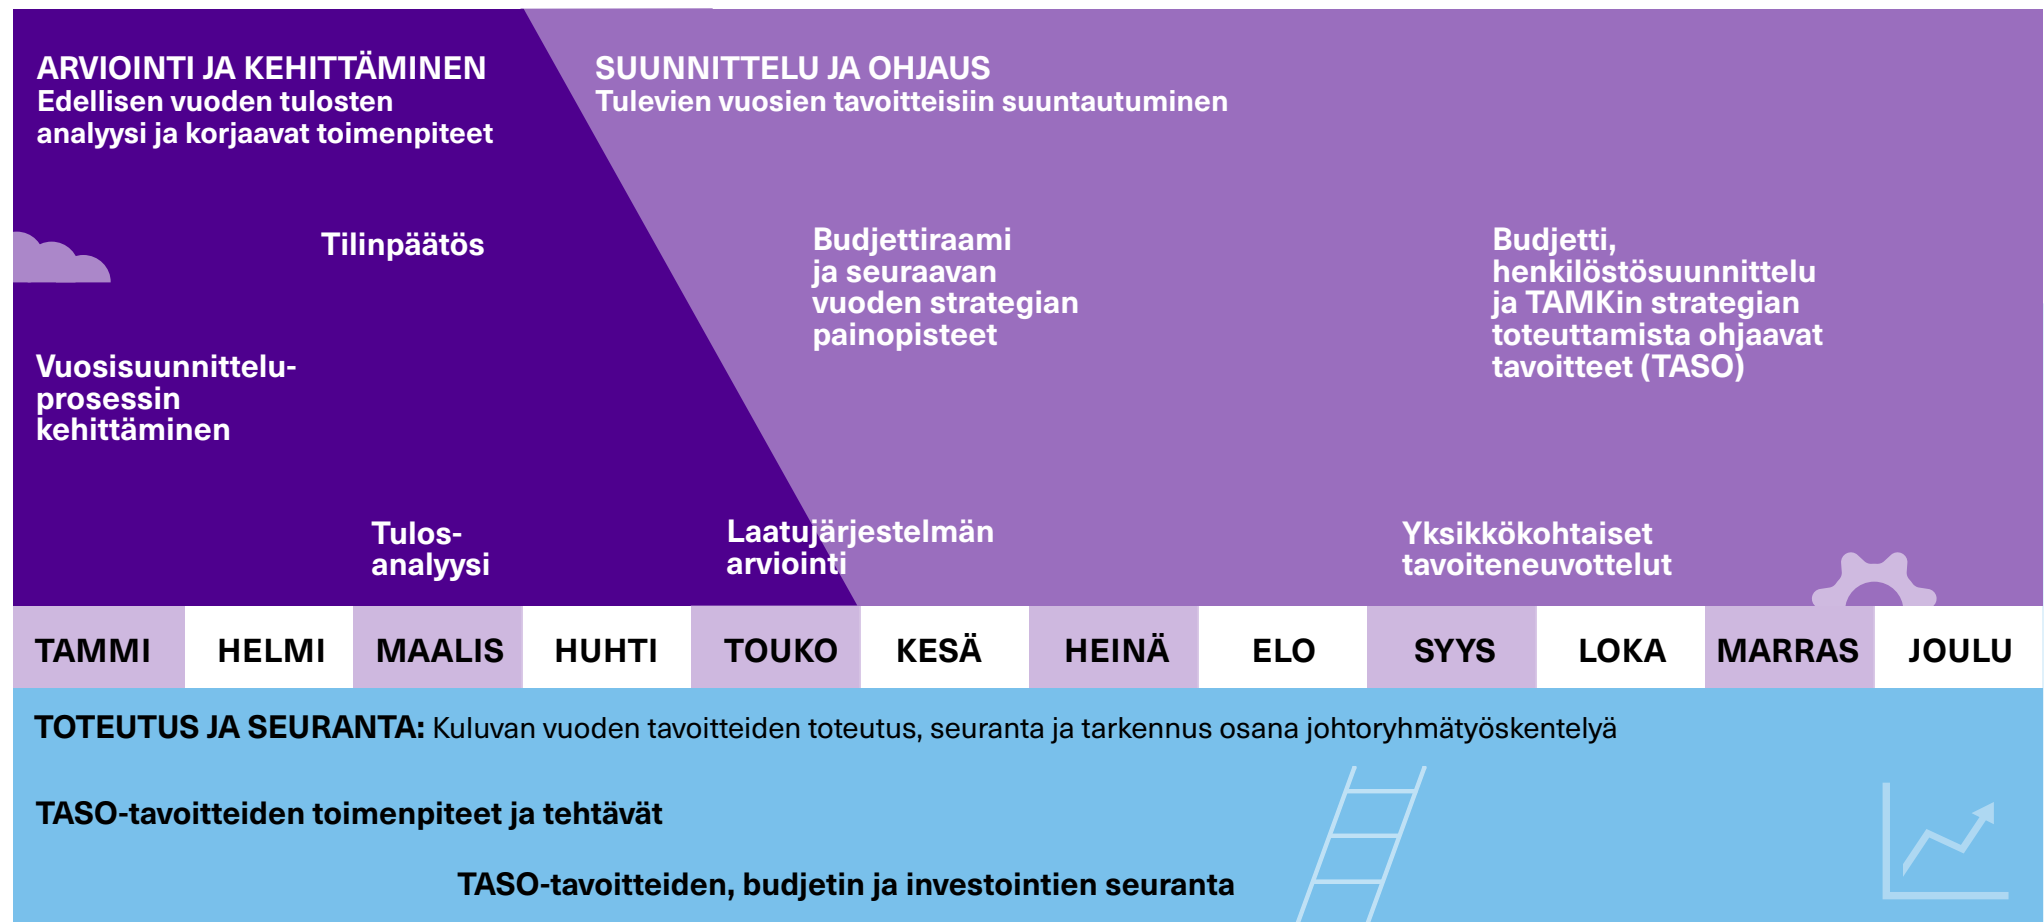 ARVIOINTI JA KEHITTÄMINEN
Edellisen vuoden tulosten
analyysi ja korjaavat toimenpiteet
SUUNNITTELU JA OHJAUS
Tulevien vuosien tavoitteisiin suuntautuminen
Tilinpäätös
Budjettiraami
ja seuraavan
vuoden strategian
painopisteet
Budjetti,
henkilöstösuunnittelu
ja TAMKin strategian
toteuttamista ohjaavat
tavoitteet (TASO)
Vuosisuunnittelu-
prosessin
kehittäminen
Tulos-
analyysi
Laatujärjestelmän
arviointi
Yksikkökohtaiset
tavoiteneuvottelut
TAMMI HELMI MAALIS HUHTI TOUKO KESÄ HEINÄ ELO SYYS LOKA MARRAS JOULU
TOTEUTUS JA SEURANTA: Kuluvan vuoden tavoitteiden toteutus, seuranta ja tarkennus osana johtoryhmätyöskentelyä
TASO-tavoitteiden toimenpiteet ja tehtävät
TASO-tavoitteiden, budjetin ja investointien seuranta